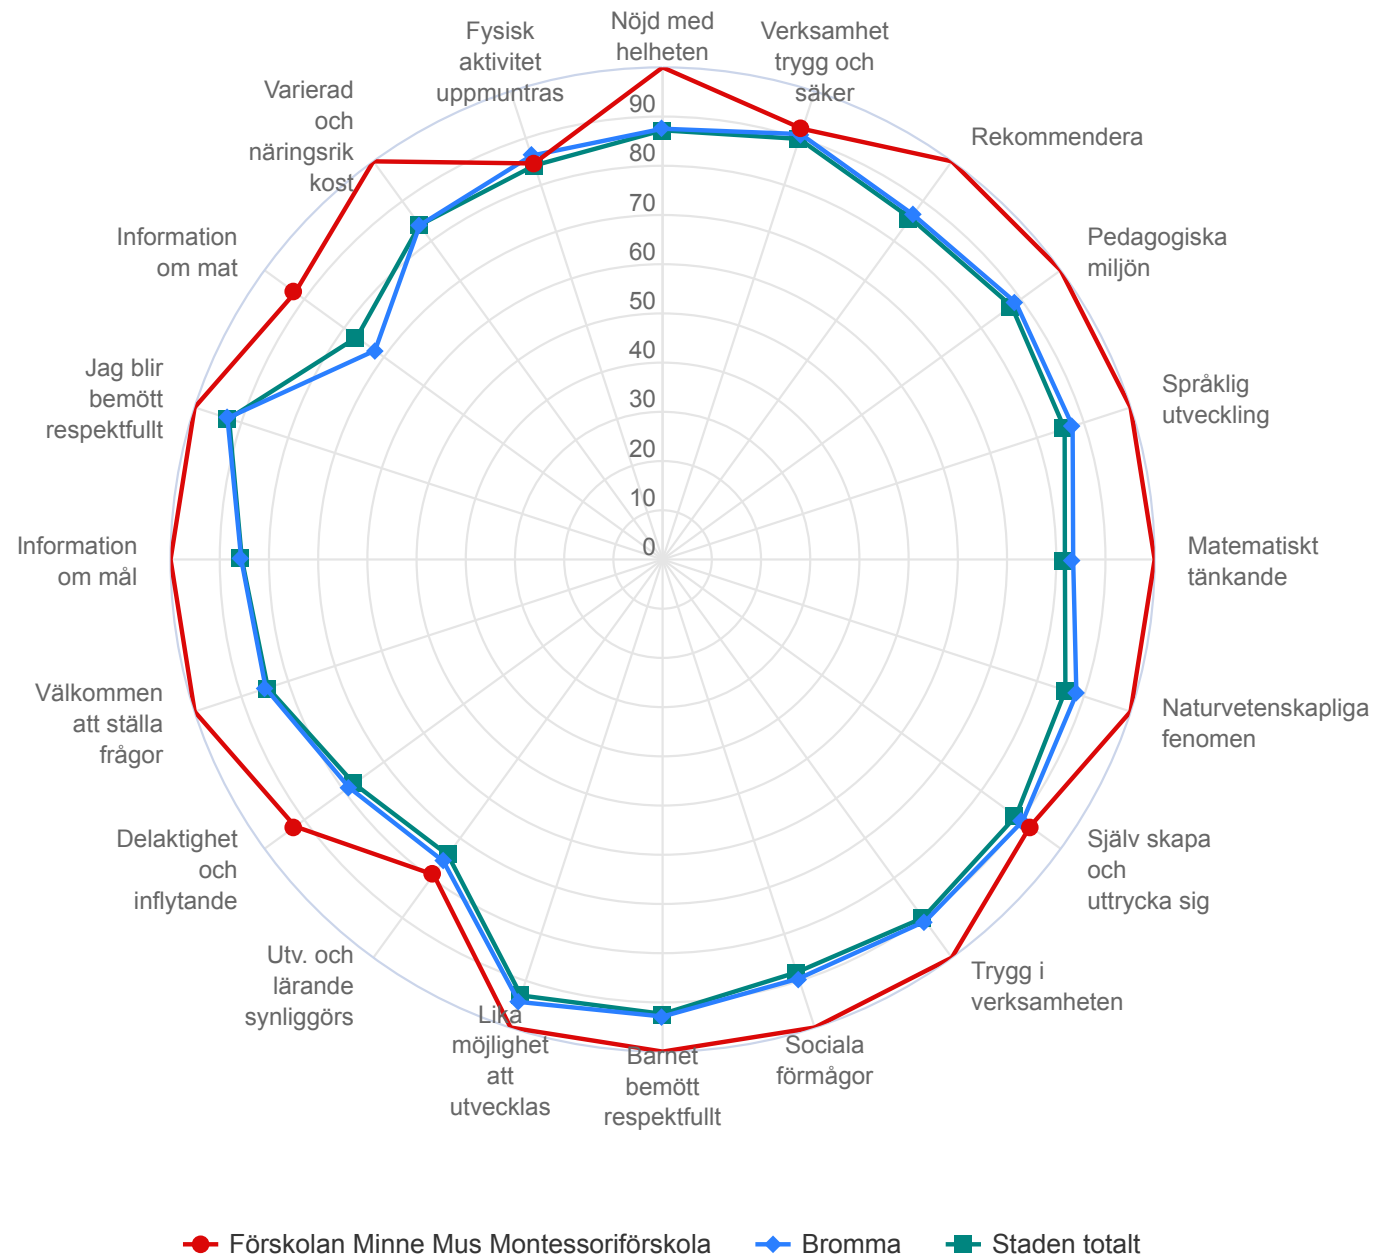 Nöjd med
helheten
Verksamhet
trygg och
säker
Rekommendera
Pedagogiska
miljön
Språklig
utveckling
Matematiskt
tänkande
Naturvetenskapliga
fenomen
Själv skapa
och
uttrycka sig
Trygg i
verksamheten
Sociala
förmågor
Barnet
bemött
respektfullt
Lika
möjlighet
att
utvecklas
Utv. och
lärande
synliggörs
Delaktighet
och
inflytande
Välkommen
att ställa
frågor
Information
om mål
Jag blir
bemött
respektfullt
Information
om mat
Varierad
och
näringsrik
kost
Fysisk
aktivitet
uppmuntras
90
80
70
60
50
40
30
20
10
0
Förskolan Minne Mus Montessoriförskola
Bromma
Staden totalt